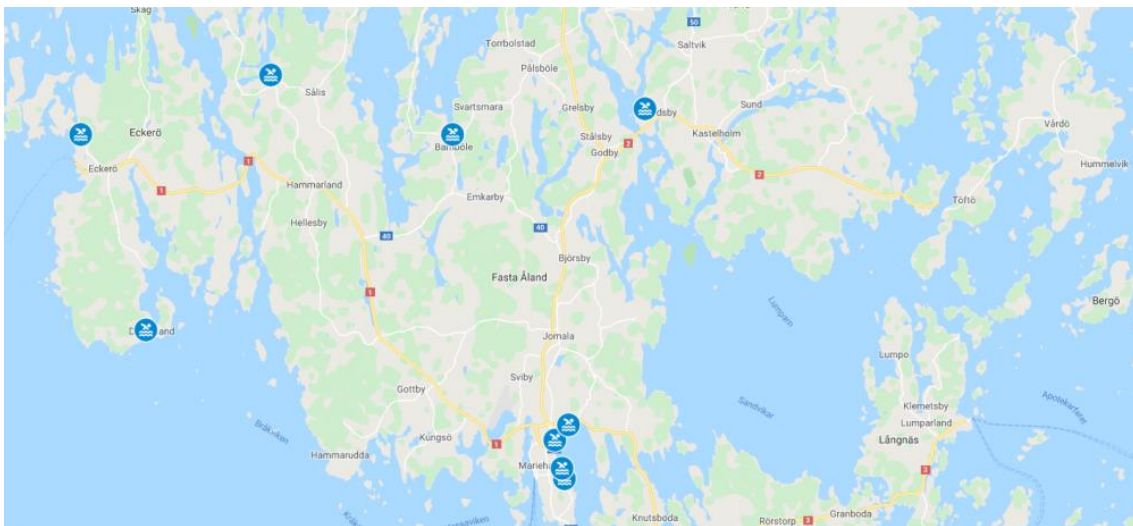 Skag
50
Torrbolstad
Saltvik
Pålsböle
Sålis
Svartsmara
Grelsby
Sund
Eckerö
Stålsby
Kastelholm
Vårdö
2
Godby
Eckerö
1
Hummelvik
2
Hammarland
1
Emkarby
Töftö
Hellesby
40
40
Björsby
Fasta Åland
1
Bergö
Lumparn
Jomala
Lumpo
Sviby
Gottby
Klemetsby
Sandvikar
Apotekarfjärd
Lumparland
Bråkviken
Kungsö
1
Långnäs
Hammarudda
3
Knutsboda
Rörstorp
3
Granboda